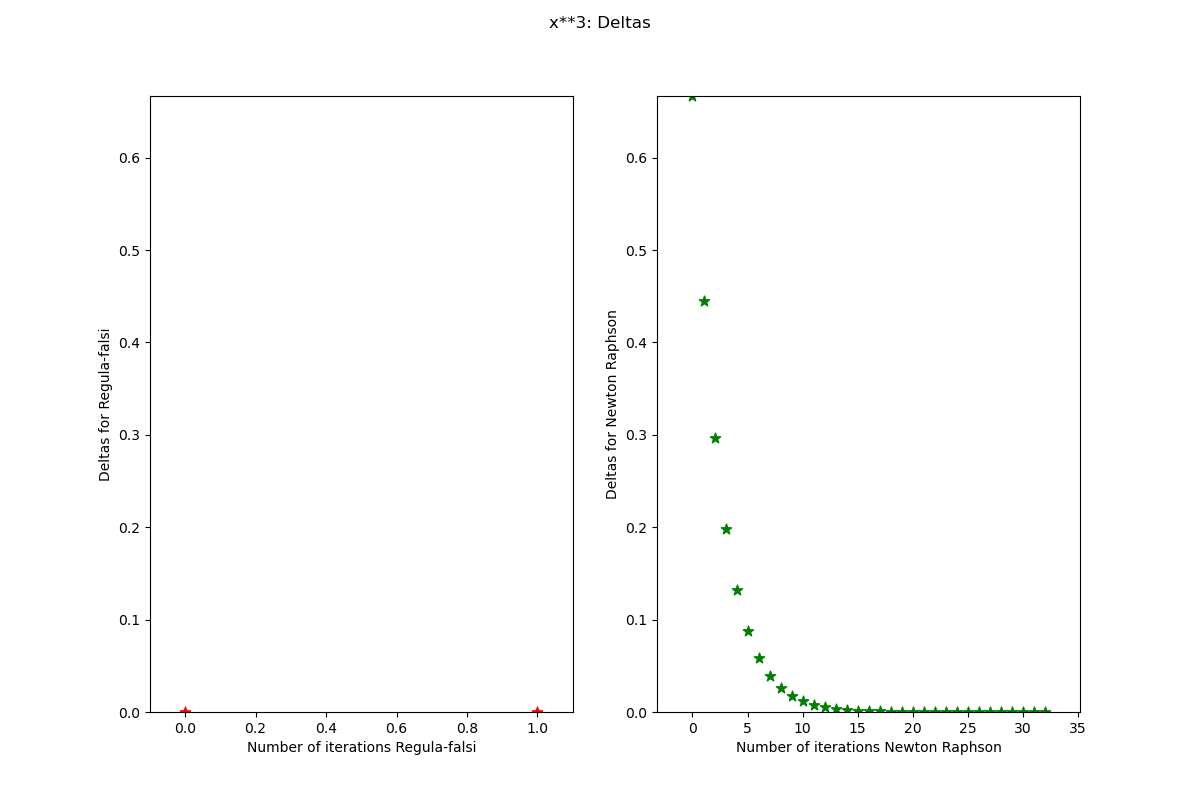 x**3: Deltas
0.6
0.5
0.4
0.3
0.2
0.1
0.0
Deltas for Regula-falsi
0.0 0.2 0.4 0.6 0.8 1.0
Number of iterations Regula-falsi
0.6
0.5
0.4
0.3
0.2
0.1
0.0
Deltas for Newton Raphson
0 5 10 15 20 25 30 35
Number of iterations Newton Raphson